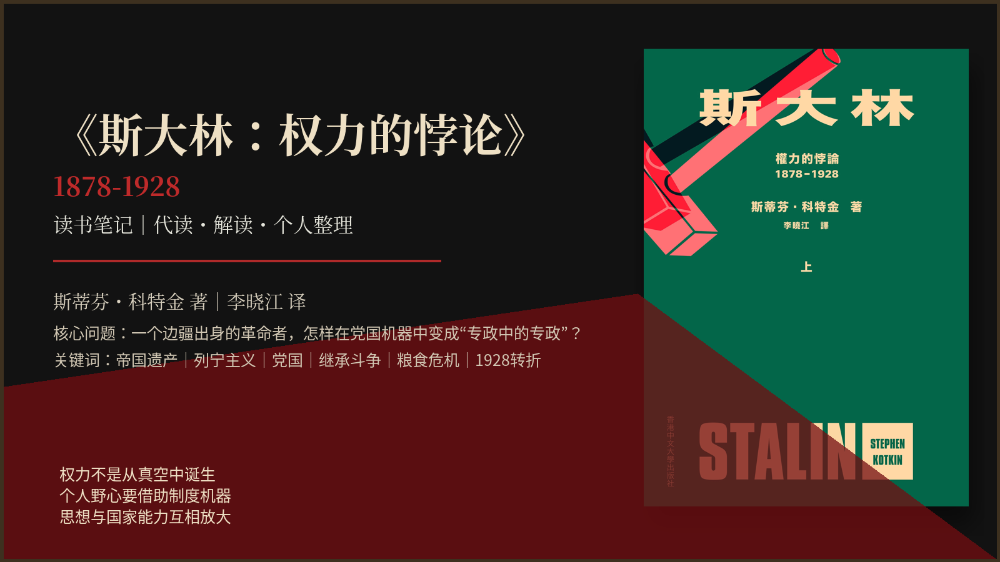 《斯大林：权力的悖论》
1878-1928
读书笔记｜代读・解读・个人整理
斯蒂芬・科特金 著｜李晓江 译
核心问题：一个边疆出身的革命者，怎样在党国机器中变成“专政中的专政”？
关键词：帝国遗产｜列宁主义｜党国｜继承斗争｜粮食危机｜1928转折
权力不是从真空中诞生
个人野心要借助制度机器
思想与国家能力互相放大
斯大林
權力的悖論
1878-1928
斯蒂芬・科特金 著
李曉江 譯
上
香港中文大學出版社
STALIN
STEPHEN
KOTKIN